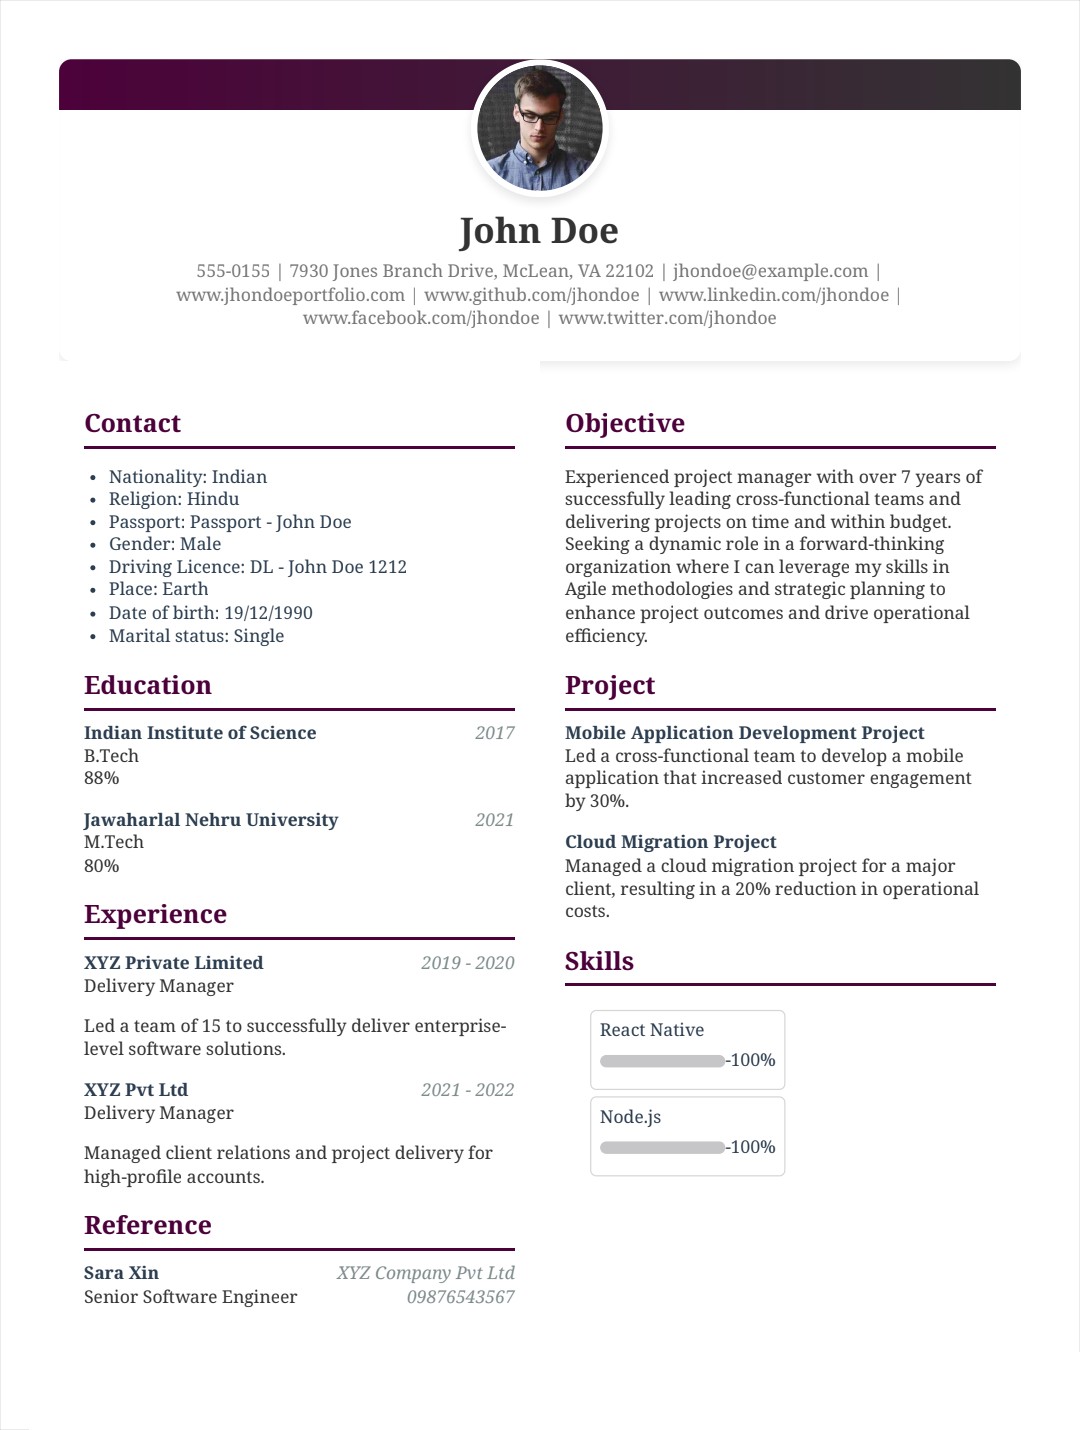 John Doe
555-0155 | 7930 Jones Branch Drive, McLean, VA 22102 | jhondoe@example.com |
www.jhondoeportfolio.com | www.github.com/jhondoe | www.linkedin.com/jhondoe |
www.facebook.com/jhondoe | www.twitter.com/jhondoe
Contact
• Nationality: Indian
• Religion: Hindu
• Passport: Passport - John Doe
• Gender: Male
• Driving Licence: DL - John Doe 1212
• Place: Earth
• Date of birth: 19/12/1990
• Marital status: Single
Education
Indian Institute of Science 2017
B.Tech
88%
Jawaharlal Nehru University 2021
M.Tech
80%
Experience
XYZ Private Limited 2019 - 2020
Delivery Manager
Led a team of 15 to successfully deliver enterprise-
level software solutions.
XYZ Pvt Ltd 2021 - 2022
Delivery Manager
Managed client relations and project delivery for
high-profile accounts.
Reference
Sara Xin XYZ Company Pvt Ltd
Senior Software Engineer 09876543567
Objective
Experienced project manager with over 7 years of
successfully leading cross-functional teams and
delivering projects on time and within budget.
Seeking a dynamic role in a forward-thinking
organization where I can leverage my skills in
Agile methodologies and strategic planning to
enhance project outcomes and drive operational
efficiency.
Project
Mobile Application Development Project
Led a cross-functional team to develop a mobile
application that increased customer engagement
by 30%.
Cloud Migration Project
Managed a cloud migration project for a major
client, resulting in a 20% reduction in operational
costs.
Skills
React Native
-100%
Node.js
-100%